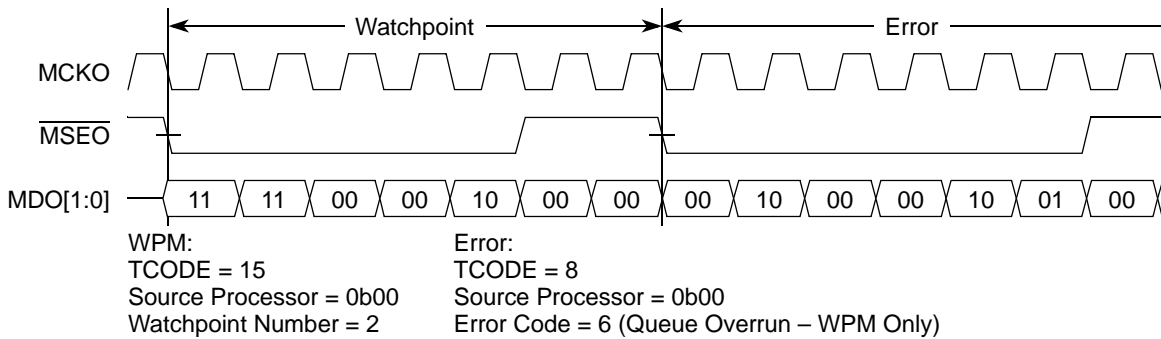 Watchpoint Error
MCKO
MSEO
MDO[1:0] 11 11 00 00 10 00 00 00 10 00 00 10 01 00
WPM: Error:
TCODE = 15 TCODE = 8
Source Processor = 0b00 Source Processor = 0b00
Watchpoint Number = 2 Error Code = 6 (Queue Overrun – WPM Only)